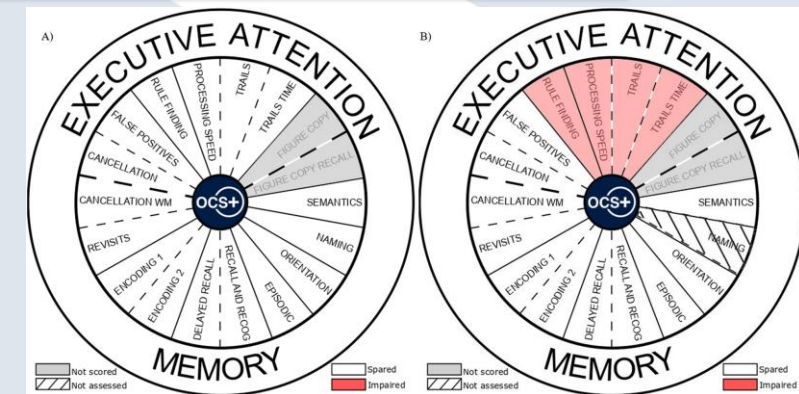 A)
EXECUTIVE ATTENTION
FALSE POSITIVES
RULE FINDING
PROCESSING SPEED
TRAILS
TRAILS TIME
FIGURE COPY
FIGURE COPY RECALL
SEMANTICS
NAMING
ORIENTATION
EPISODIC
RECALL AND RECOG
DELAYED RECALL
ENCODING 2
ENCODING 1
REVISITS
CANCELLATION WM
CANCELLATION
OCS+
MEMORY
Not scored
Not assessed
Spared
Impaired
B)
EXECUTIVE ATTENTION
FALSE POSITIVES
RULE FINDING
PROCESSING SPEED
TRAILS
TRAILS TIME
FIGURE COPY
FIGURE COPY RECALL
SEMANTICS
NAMING
ORIENTATION
EPISODIC
RECALL AND RECOG
DELAYED RECALL
ENCODING 2
ENCODING 1
REVISITS
CANCELLATION WM
CANCELLATION
OCS+
MEMORY
Not scored
Not assessed
Spared
Impaired